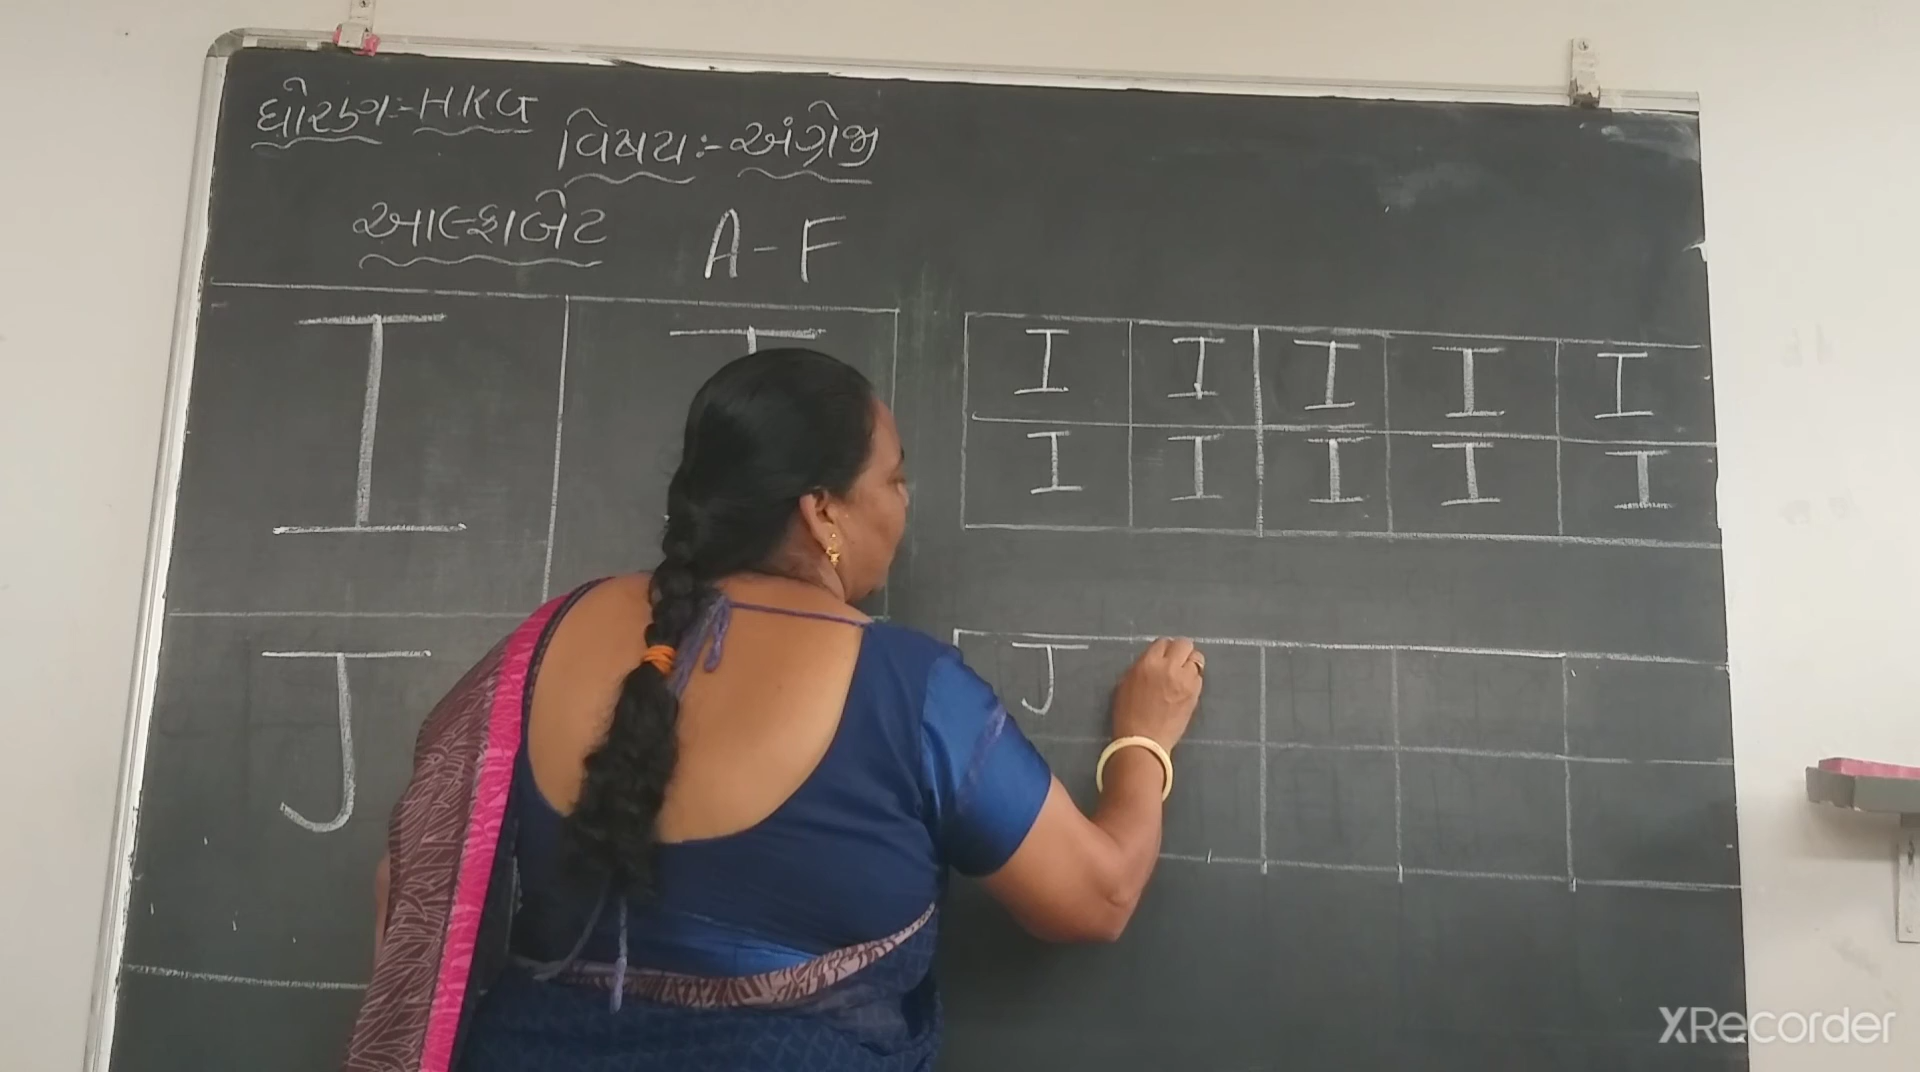 ધોરણ:- HKG
વિષય:- અંગ્રેજી
આલ્ફાબેટ A - F
I I
I I I I I
I I I I I
J
J
XRecorder